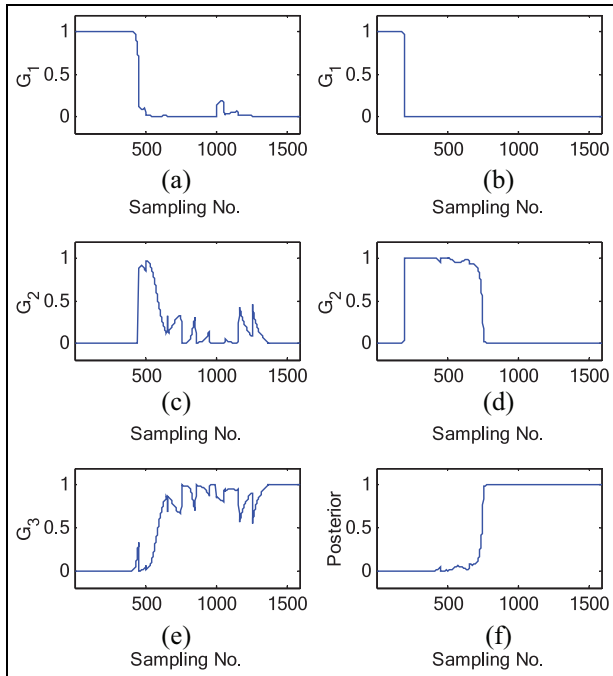 G1
1
0.5
0
500 1000 1500
(a)
Sampling No.
G1
1
0.5
0
500 1000 1500
(b)
Sampling No.
G2
1
0.5
0
500 1000 1500
(c)
Sampling No.
G2
1
0.5
0
500 1000 1500
(d)
Sampling No.
G3
1
0.5
0
500 1000 1500
(e)
Sampling No.
Posterior
1
0.5
0
500 1000 1500
(f)
Sampling No.